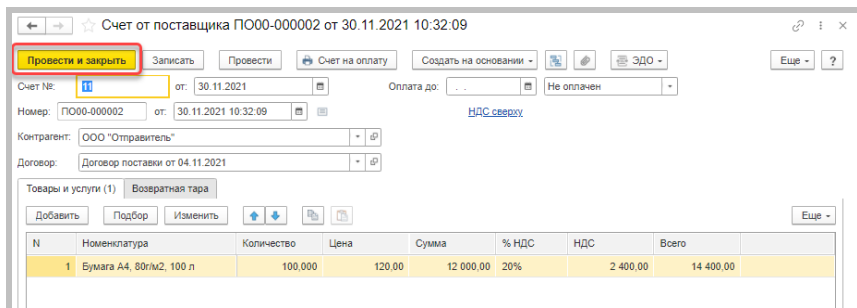 Счет от поставщика ПО00-000002 от 30.11.2021 10:32:09
Провести и закрыть Записать Провести Счет на оплату Создать на основании ЭДО Еще ?
Счет №: 11 от: 30.11.2021 Оплата до: . . Не оплачен
Номер: ПО00-000002 от: 30.11.2021 10:32:09 НДС сверху
Контрагент: ООО "Отправитель"
Договор: Договор поставки от 04.11.2021
Товары и услуги (1) Возвратная тара
Добавить Подбор Изменить Еще
N Номенклатура Количество Цена Сумма % НДС НДС Всего
1 Бумага А4, 80г/м2, 100 л 100,000 120,00 12 000,00 20% 2 400,00 14 400,00